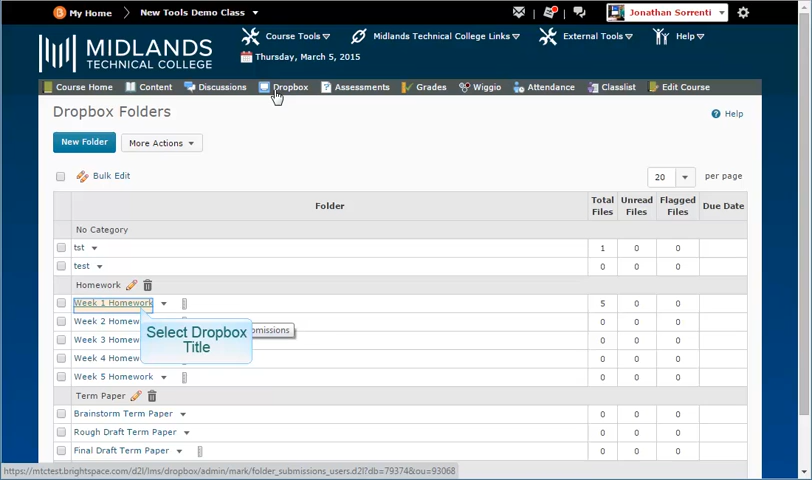 My Home
New Tools Demo Class
Jonathan Sorrenti
MIDLANDS
TECHNICAL COLLEGE
Course Tools
Midlands Technical College Links
External Tools
Help
Thursday, March 5, 2015
Course Home
Content
Discussions
Dropbox
Assessments
Grades
Wiggio
Attendance
Classlist
Edit Course
Dropbox Folders
Help
New Folder
More Actions
Bulk Edit
20
per page
Folder
Total Files
Unread Files
Flagged Files
Due Date
No Category
tst
1 0 0
test
0 0 0
Homework
Week 1 Homework
5 0 0
Week 2 Homew
0 0 0
Week 3 Homew
0 0 0
Week 4 Homew
0 0 0
Select Dropbox
Title
bmissions
Week 5 Homework
0 0 0
Term Paper
Brainstorm Term Paper
0 0 0
Rough Draft Term Paper
0 0 0
Final Draft Term Paper
0 0 0
https://mtctest.brightspace.com/d2l/lms/dropbox/admin/mark/folder_submissions_users.d2l?db=79374&ou=93068